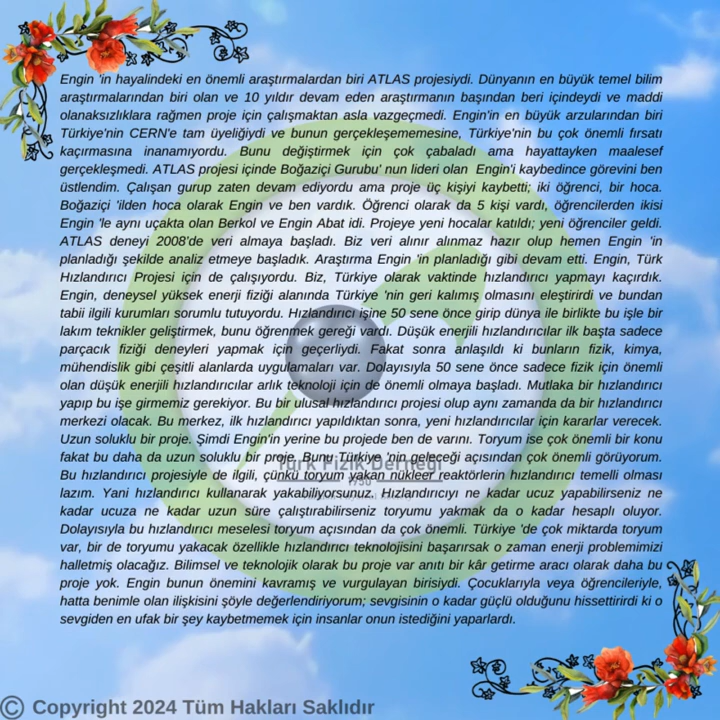 Engin 'in hayalindeki en önemli araştırmalardan biri ATLAS projesiydi. Dünyanın en büyük temel bilim
araştırmalarından biri olan ve 10 yıldır devam eden araştırmanın başından beri içindeydi ve maddi
olanaksızlıklara rağmen proje için çalışmaktan asla vazgeçmedi. Engin'in en büyük arzularından biri
Türkiye'nin CERN'e tam üyeliğiydi ve bunun gerçekleşememesine, Türkiye'nin bu çok önemli fırsatı
kaçırmasına inanamıyordu. Bunu değiştirmek için çok çabaladı ama hayattayken maalesef
gerçekleşmedi. ATLAS projesi içinde Boğaziçi Gurubu' nun lideri olan Engin'i kaybedince görevini ben
üstlendim. Çalışan gurup zaten devam ediyordu ama proje üç kişiyi kaybetti; iki öğrenci, bir hoca.
Boğaziçi 'ilden hoca olarak Engin ve ben vardık. Öğrenci olarak da 5 kişi vardı, öğrencilerden ikisi
Engin 'le aynı uçakta olan Berkol ve Engin Abat idi. Projeye yeni hocalar katıldı; yeni öğrenciler geldi.
ATLAS deneyi 2008'de veri almaya başladı. Biz veri alınır alınmaz hazır olup hemen Engin 'in
planladığı şekilde analiz etmeye başladık. Araştırma Engin 'in planladığı gibi devam etti. Engin, Türk
Hızlandırıcı Projesi için de çalışıyordu. Biz, Türkiye olarak vaktinde hızlandırıcı yapmayı kaçırdık.
Engin, deneysel yüksek enerji fiziği alanında Türkiye 'nin geri kalımış olmasını eleştirirdi ve bundan
tabii ilgili kurumları sorumlu tutuyordu. Hızlandırıcı işine 50 sene önce girip dünya ile birlikte bu işle bir
lakım teknikler geliştirmek, bunu öğrenmek gereği vardı. Düşük enerjili hızlandırıcılar ilk başta sadece
parçacık fiziği deneyleri yapmak için geçerliydi. Fakat sonra anlaşıldı ki bunların fizik, kimya,
mühendislik gibi çeşitli alanlarda uygulamaları var. Dolayısıyla 50 sene önce sadece fizik için önemli
olan düşük enerjili hızlandırıcılar arlık teknoloji için de önemli olmaya başladı. Mutlaka bir hızlandırıcı
yapıp bu işe girmemiz gerekiyor. Bu bir ulusal hızlandırıcı projesi olup aynı zamanda da bir hızlandırıcı
merkezi olacak. Bu merkez, ilk hızlandırıcı yapıldıktan sonra, yeni hızlandırıcılar için kararlar verecek.
Uzun soluklu bir proje. Şimdi Engin'in yerine bu projede ben de varını. Toryum ise çok önemli bir konu
fakat bu daha da uzun soluklu bir proje. Bunu Türkiye 'nin geleceği açısından çok önemli görüyorum.
Bu hızlandırıcı projesiyle de ilgili, çünkü toryum yakan nükleer reaktörlerin hızlandırıcı temelli olması
lazım. Yani hızlandırıcı kullanarak yakabiliyorsunuz. Hızlandırıcıyı ne kadar ucuz yapabilirseniz ne
kadar ucuza ne kadar uzun süre çalıştırabilirseniz toryumu yakmak da o kadar hesaplı oluyor.
Dolayısıyla bu hızlandırıcı meselesi toryum açısından da çok önemli. Türkiye 'de çok miktarda toryum
var, bir de toryumu yakacak özellikle hızlandırıcı teknolojisini başarırsak o zaman enerji problemimizi
halletmiş olacağız. Bilimsel ve teknolojik olarak bu proje var anıtı bir kâr getirme aracı olarak daha bu
proje yok. Engin bunun önemini kavramış ve vurgulayan birisiydi. Çocuklarıyla veya öğrencileriyle,
hatta benimle olan ilişkisini şöyle değerlendiriyorum; sevgisinin o kadar güçlü olduğunu hissettirirdi ki o
sevgiden en ufak bir şey kaybetmemek için insanlar onun istediğini yaparlardı.
Türk Fizik Derneği
1950
© Copyright 2024 Tüm Hakları Saklıdır